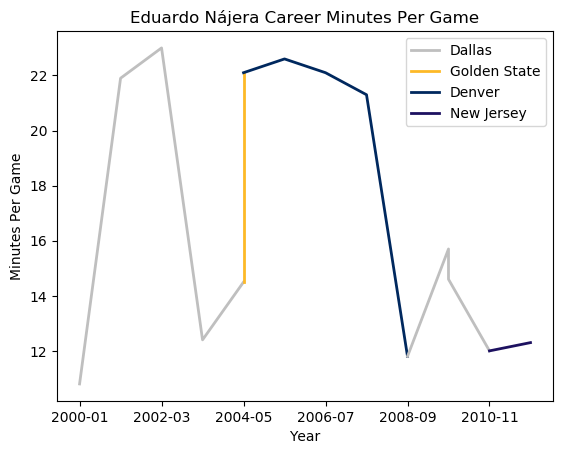 Eduardo Nájera Career Minutes Per Game
Dallas
Golden State
Denver
New Jersey
Minutes Per Game
22
20
18
16
14
12
2000-01 2002-03 2004-05 2006-07 2008-09 2010-11
Year